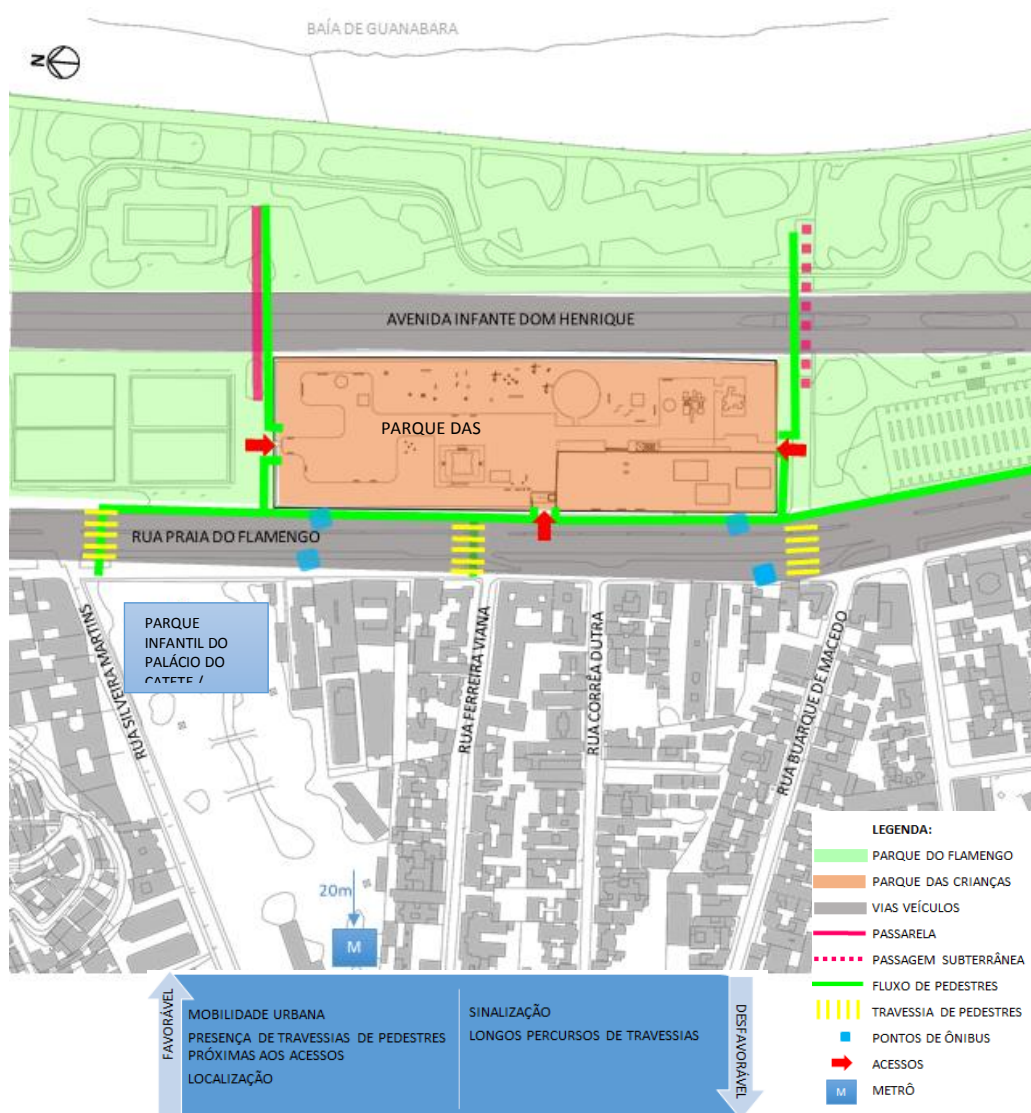 BAÍA DE GUANABARA
N
AVENIDA INFANTE DOM HENRIQUE
PARQUE DAS
RUA PRAIA DO FLAMENGO
PARQUE
INFANTIL DO
PALÁCIO DO
CATETE /
RUA SILVEIRA MARTINS
RUA FERREIRA VIANA
RUA CORRÊA DUTRA
RUA BUARQUE DE MACEDO
20m
M
LEGENDA:
PARQUE DO FLAMENGO
PARQUE DAS CRIANÇAS
VIAS VEÍCULOS
PASSARELA
PASSAGEM SUBTERRÂNEA
FLUXO DE PEDESTRES
TRAVESSIA DE PEDESTRES
PONTOS DE ÔNIBUS
ACESSOS
M METRÔ
FAVORÁVEL
MOBILIDADE URBANA
PRESENÇA DE TRAVESSIAS DE PEDESTRES
PRÓXIMAS AOS ACESSOS
LOCALIZAÇÃO
SINALIZAÇÃO
LONGOS PERCURSOS DE TRAVESSIAS
DESFAVORÁVEL